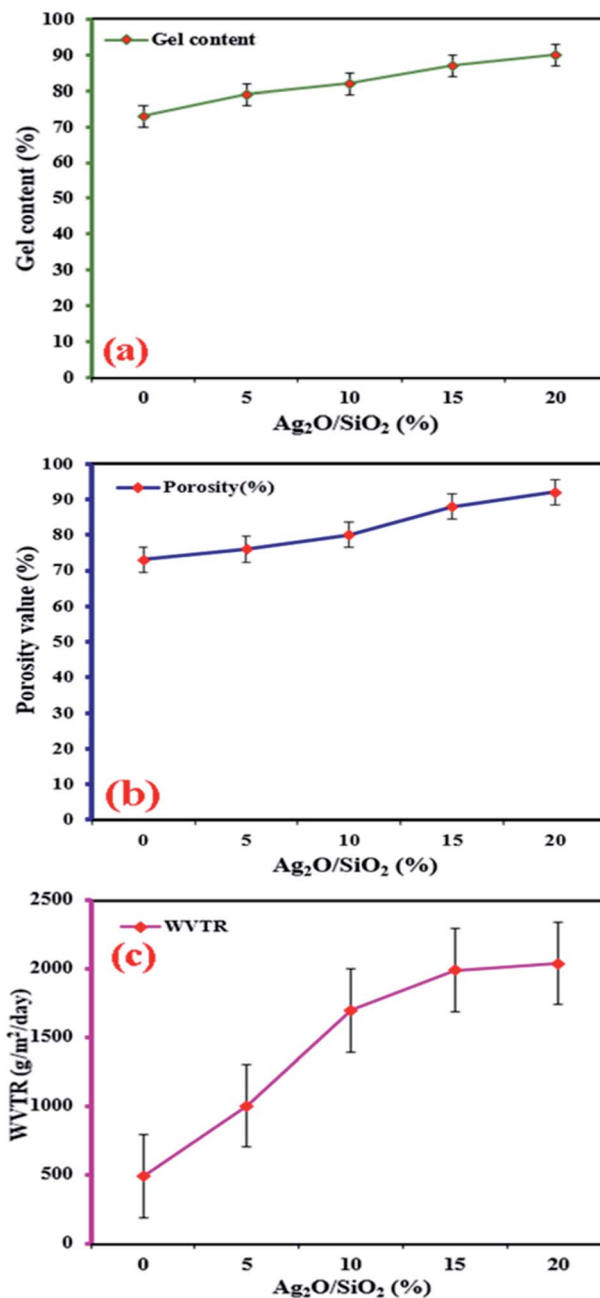 100
Gel content
90
80
70
60
50
40
30
20
10
0
Gel content (%)
(a)
0 5 10 15 20
Ag₂O/SiO₂ (%)
100
Porosity(%)
90
80
70
60
50
40
30
20
10
0
Porosity value (%)
(b)
0 5 10 15 20
Ag₂O/SiO₂ (%)
2500
WVTR
(c)
2000
1500
1000
500
0
WVTR (g/m²/day)
0 5 10 15 20
Ag₂O/SiO₂ (%)